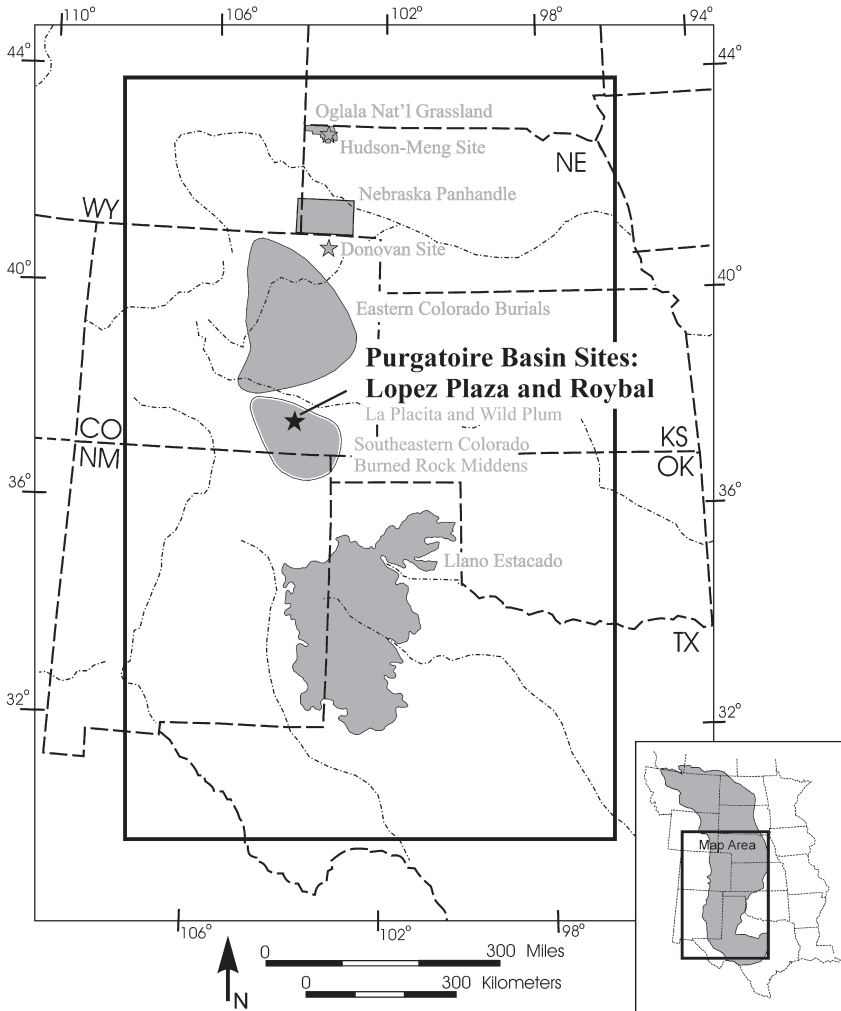 110° 106° 102° 98° 94°
44° 44°
Oglala Nat'l Grassland
Hudson-Meng Site
NE
Nebraska Panhandle
WY
Donovan Site
40° 40°
Eastern Colorado Burials
Purgatoire Basin Sites:
Lopez Plaza and Roybal
La Placita and Wild Plum
CO KS
Southeastern Colorado
NM OK
Burned Rock Middens
36° 36°
Llano Estacado
TX
32° 32°
Map Area
106° 102° 98°
0 300 Miles
0 300 Kilometers
N